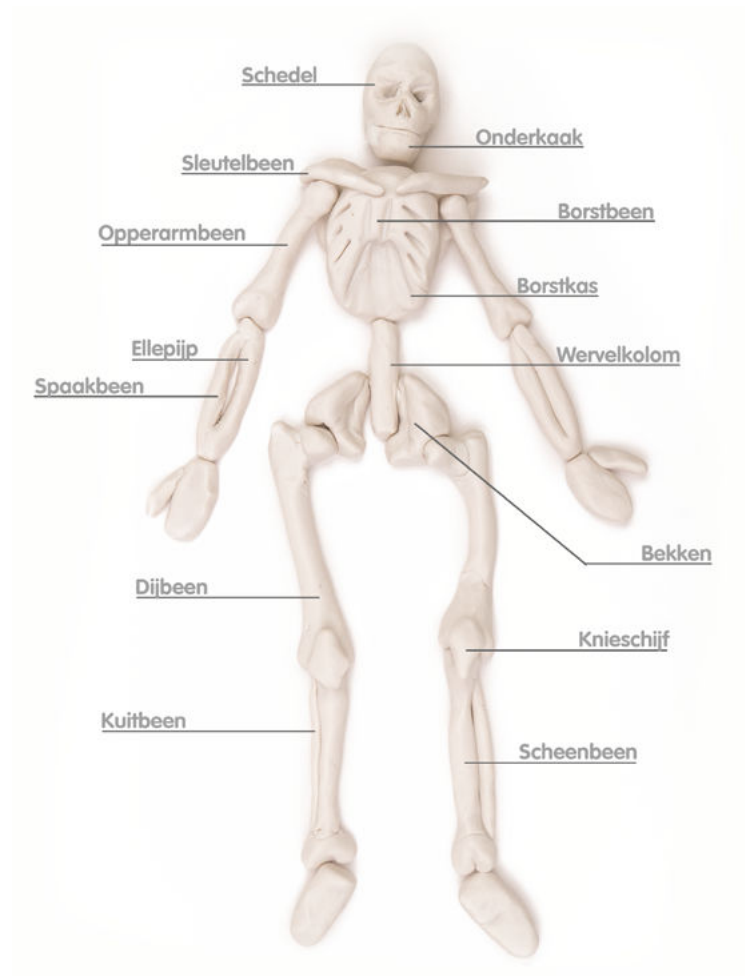 Schedel
Onderkaak
Sleutelbeen
Borstbeen
Opperarmbeen
Borstkas
Ellepijp
Wervelkolom
Spaakbeen
Bekken
Dijbeen
Knieschijf
Kuitbeen
Scheenbeen